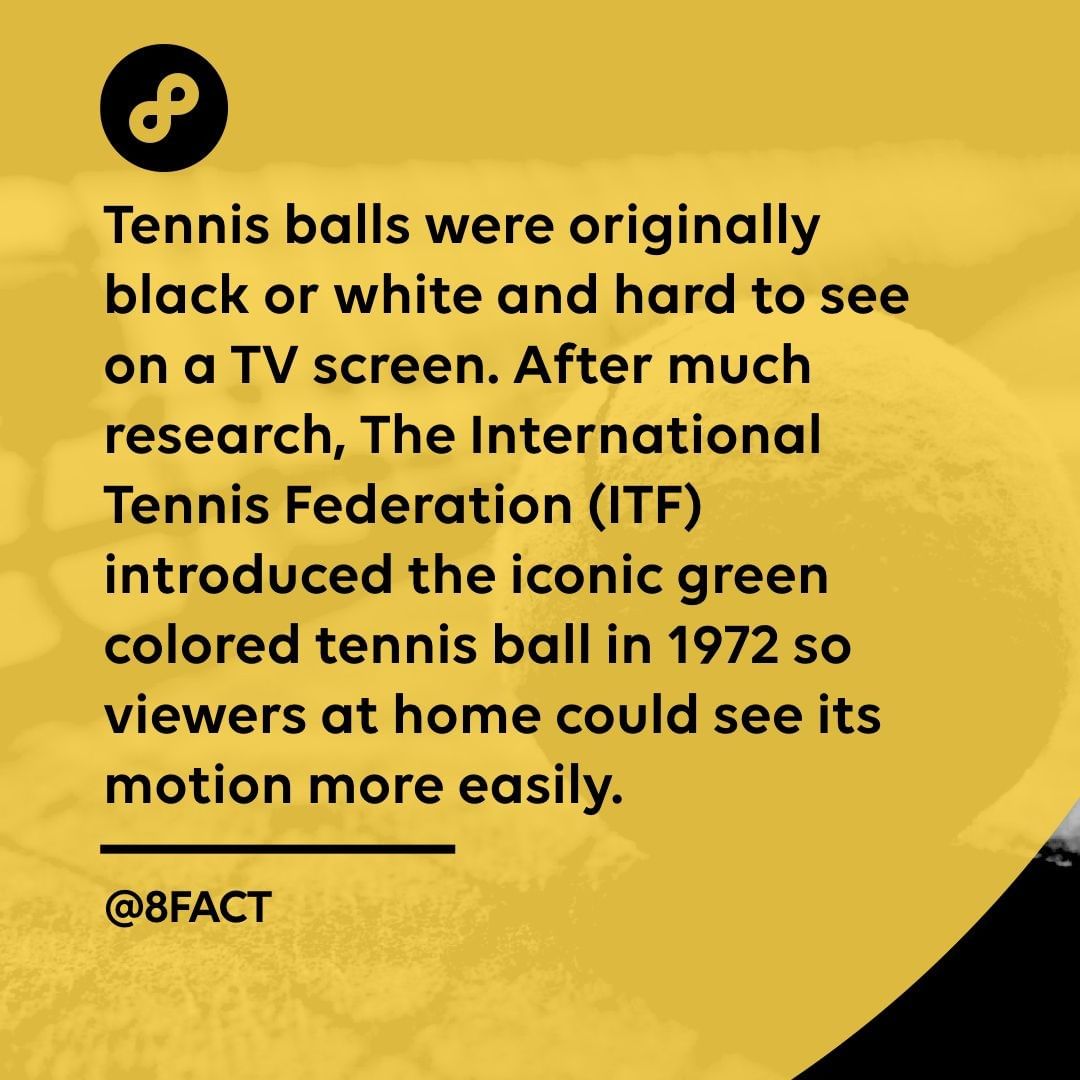 Tennis balls were originally
black or white and hard to see
on a TV screen. After much
research, The International
Tennis Federation (ITF)
introduced the iconic green
colored tennis ball in 1972 so
viewers at home could see its
motion more easily.
@8FACT